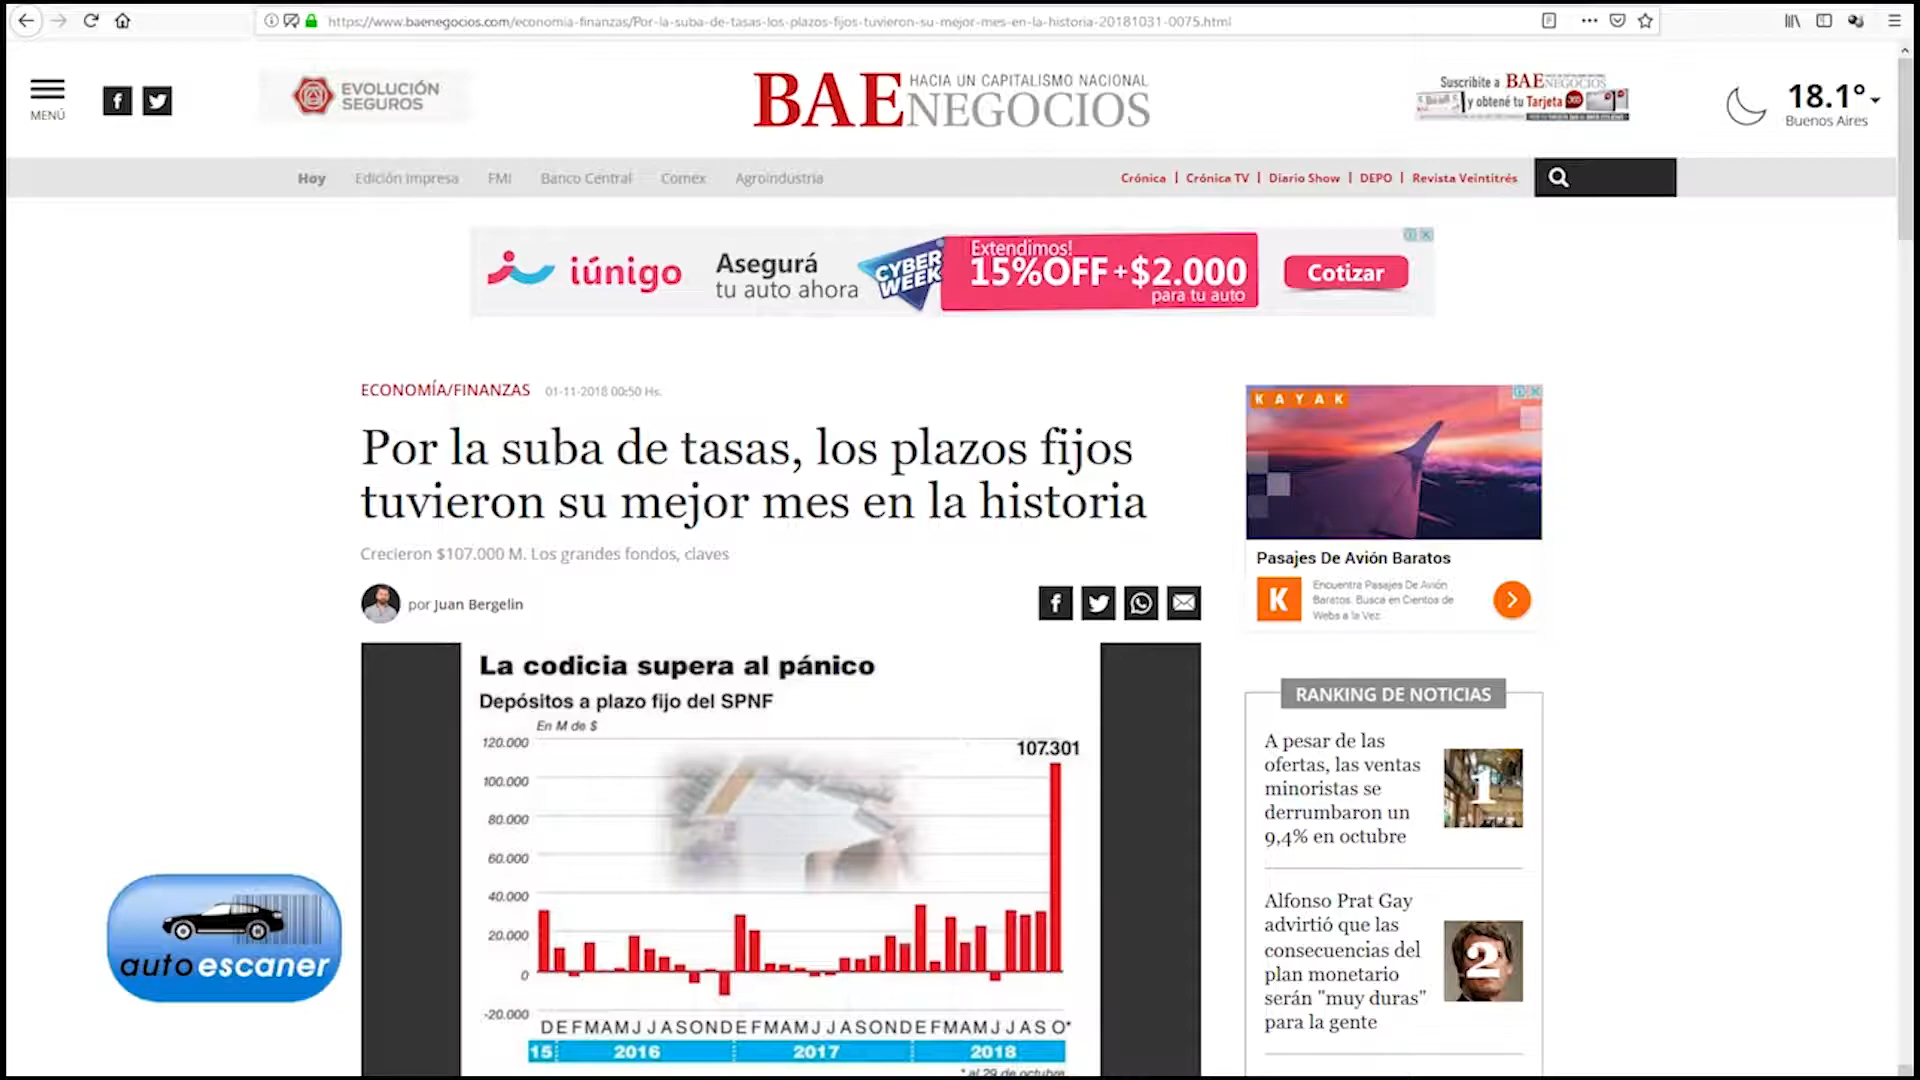 https://www.baenegocios.com/economia-finanzas/Por-la-suba-de-tasas-los-plazos-fijos-tuvieron-su-mejor-mes-en-la-historia-20181031-0075.html
MENÚ
EVOLUCIÓN
SEGUROS
BAE HACIA UN CAPITALISMO NACIONAL
NEGOCIOS
Suscribite a BAE NEGOCIOS
y obtené tu Tarjeta 365
18.1°
Buenos Aires
Hoy Edición Impresa FMI Banco Central Comex Agroindustria
Crónica | Crónica TV | Diario Show | DEPO | Revista Veintitrés
iúnigo
Asegurá
tu auto ahora
CYBER
WEEK
Extendimos!
15%OFF+$2.000
para tu auto
Cotizar
ECONOMÍA/FINANZAS 01-11-2018 00:50 Hs.
Por la suba de tasas, los plazos fijos
tuvieron su mejor mes en la historia
Crecieron $107.000 M. Los grandes fondos, claves
por Juan Bergelin
La codicia supera al pánico
Depósitos a plazo fijo del SPNF
En M de $
107.301
120.000
100.000
80.000
60.000
40.000
20.000
0
-20.000
D E F M A M J J A S O N D E F M A M J J A S O N D E F M A M J J A S O*
15 2016 2017 2018
* al 29 de octubre
KAYAK
Pasajes De Avión Baratos
K
Encuentra Pasajes De Avión
Baratos. Busca en Cientos de
Webs a la Vez.
RANKING DE NOTICIAS
A pesar de las
ofertas, las ventas
minoristas se
derrumbaron un
9,4% en octubre
1
Alfonso Prat Gay
advirtió que las
consecuencias del
plan monetario
serán "muy duras"
para la gente
2
auto escaner